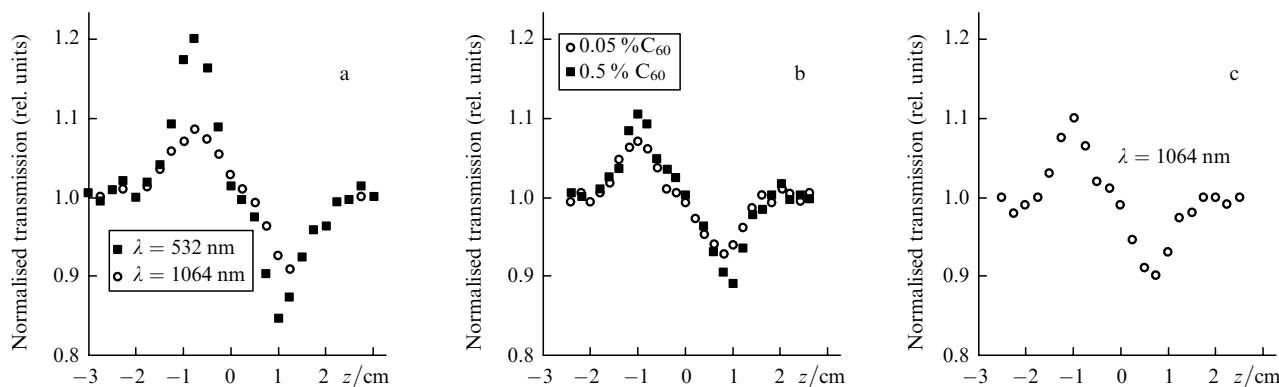 Normalised transmission (rel. units)
1.2
1.1
1.0
0.9
0.8
a
λ = 532 nm
λ = 1064 nm
−3 −2 −1 0 1 2 z/cm
Normalised transmission (rel. units)
1.2
1.1
1.0
0.9
0.8
0.05 % C₆₀
0.5 % C₆₀
b
−2 −1 0 1 2 z/cm
Normalised transmission (rel. units)
1.2
1.1
1.0
0.9
0.8
c
λ = 1064 nm
−3 −2 −1 0 1 2 z/cm